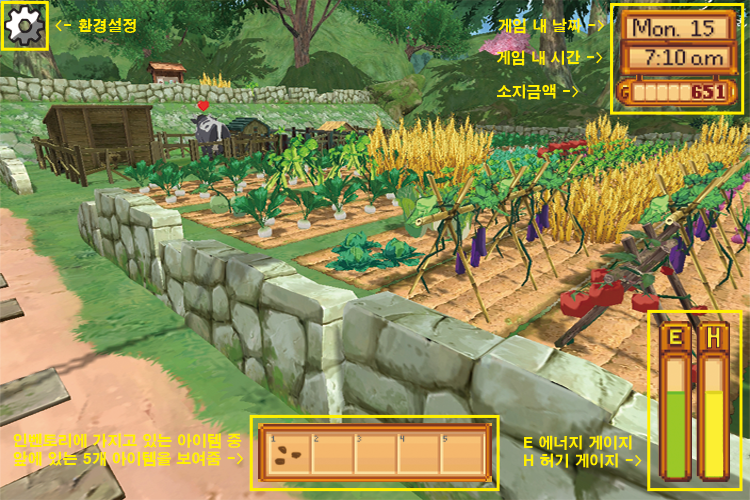 <- 환경설정
게임 내 날짜 ->
Mon. 15
게임 내 시간 ->
7:10 am
소지금액 ->
G 651
E H
1 2 3 4 5
인벤토리에 가지고 있는 아이템 중
앞에 있는 5개 아이템을 보여줌 ->
E 에너지 게이지
H 허기 게이지 ->